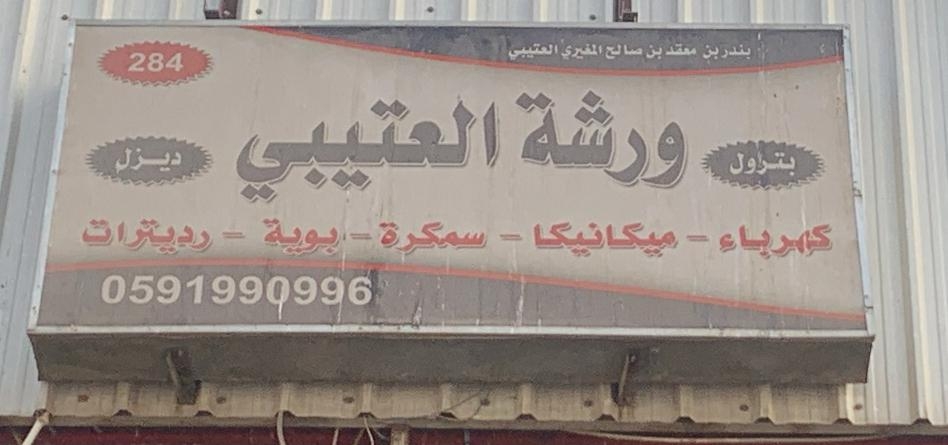 بندر بن معقد بن صالح المغيري العتيبي
284
ورشة العتيبي
بترول
ديزل
كهرباء - ميكانيكا - سمكرة - بوية - رديترات
0591990996